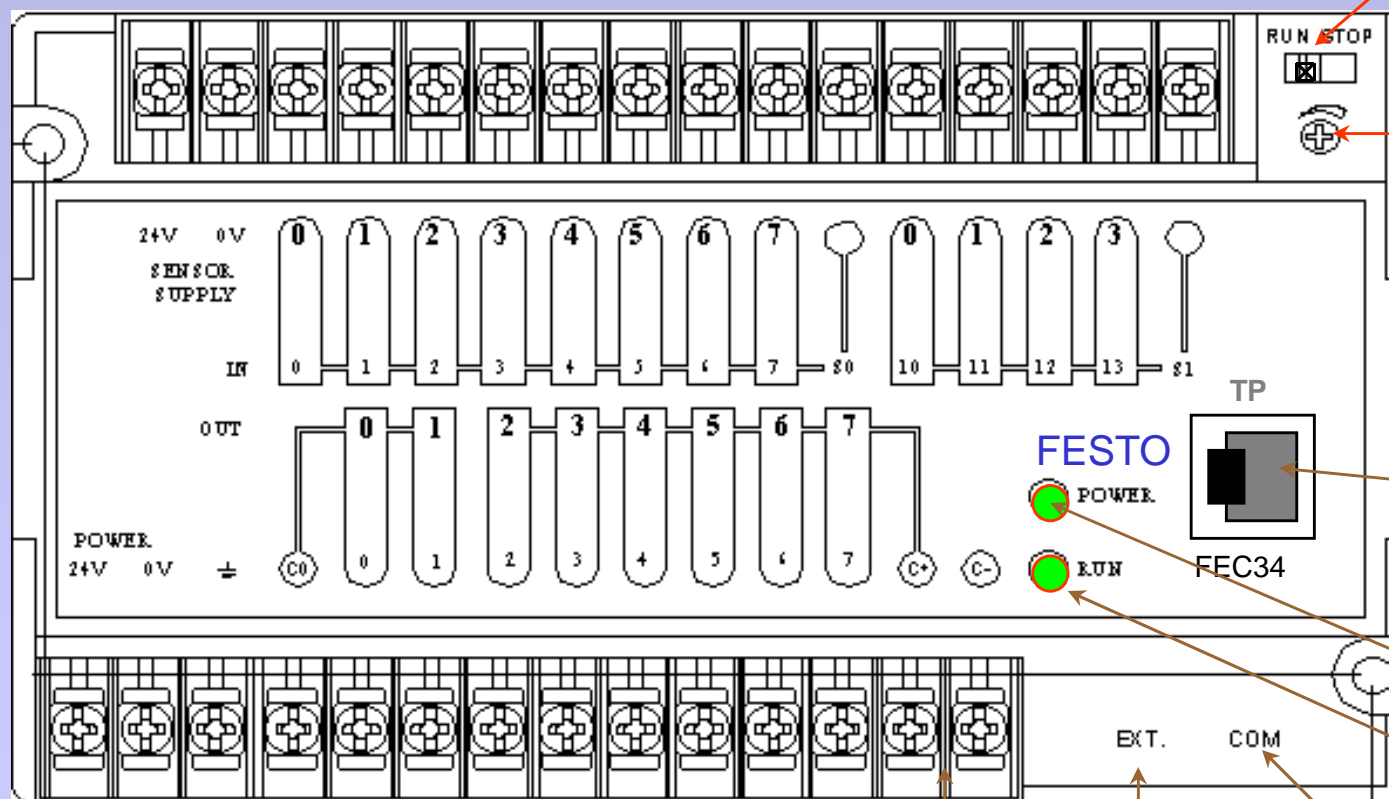 RUN STOP
24V 0V 0 1 2 3 4 5 6 7 0 1 2 3
SENSOR
SUPPLY
IN 0 1 2 3 4 5 6 7 S0 10 11 12 13 S1
TP
OUT 0 1 2 3 4 5 6 7
FESTO
POWER
POWER
24V 0V C0 0 1 2 3 4 5 6 7 C+ C- RUN FEC34
EXT. COM